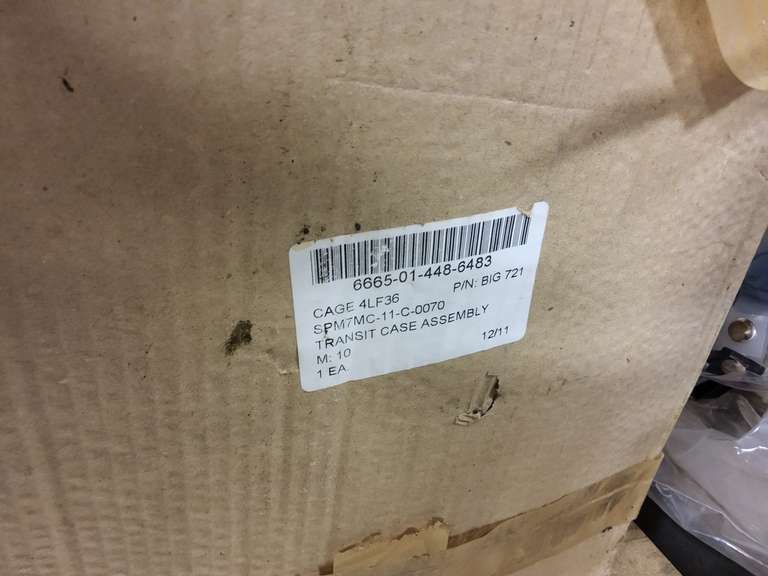 6665-01-448-6483
CAGE 4LF36 P/N: BIG 721
SPM7MC-11-C-0070
TRANSIT CASE ASSEMBLY
M: 10 12/11
1 EA